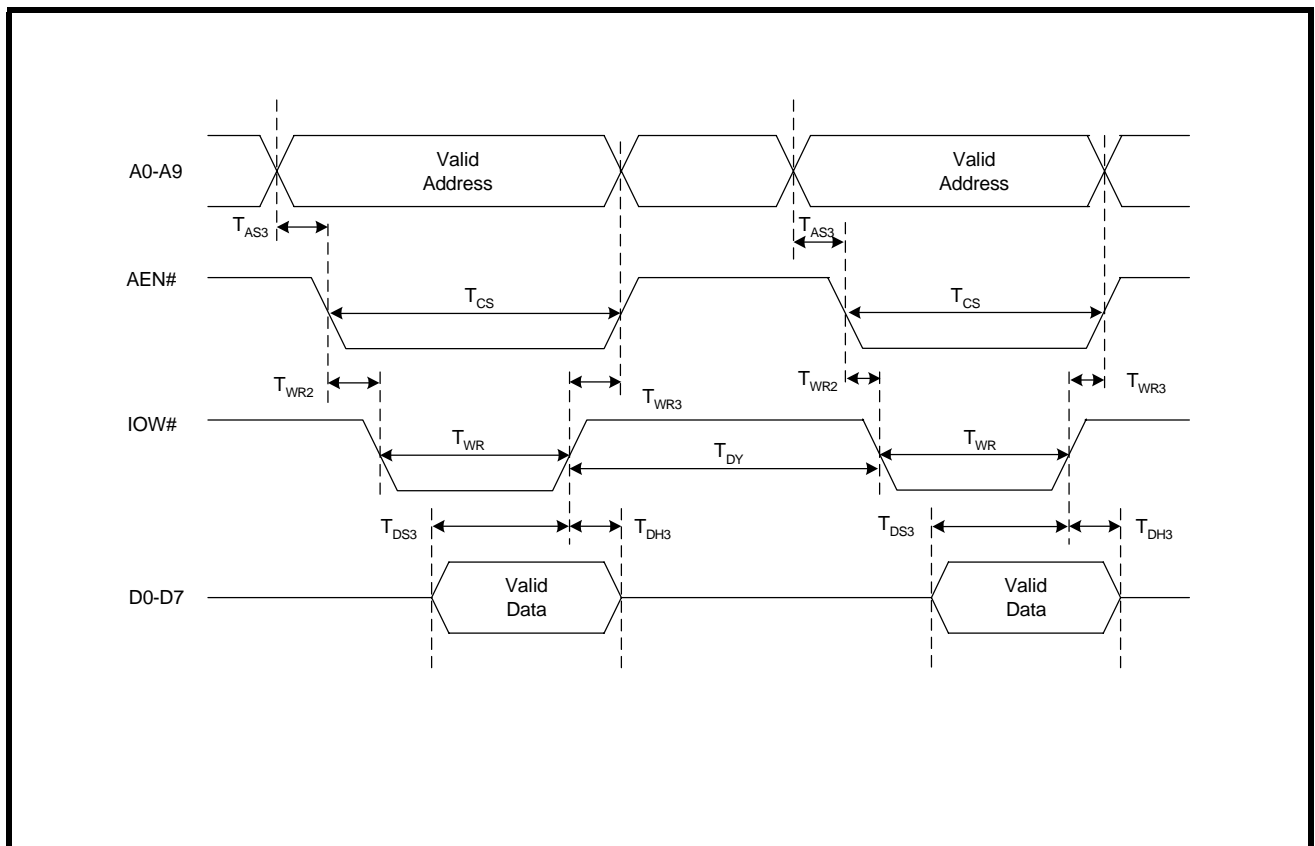 A0-A9
Valid
Address
Valid
Address
TAS3
TAS3
AEN#
TCS
TCS
TWR2
TWR3
TWR2
TWR3
IOW#
TWR
TDY
TWR
TDS3
TDH3
TDS3
TDH3
D0-D7
Valid
Data
Valid
Data